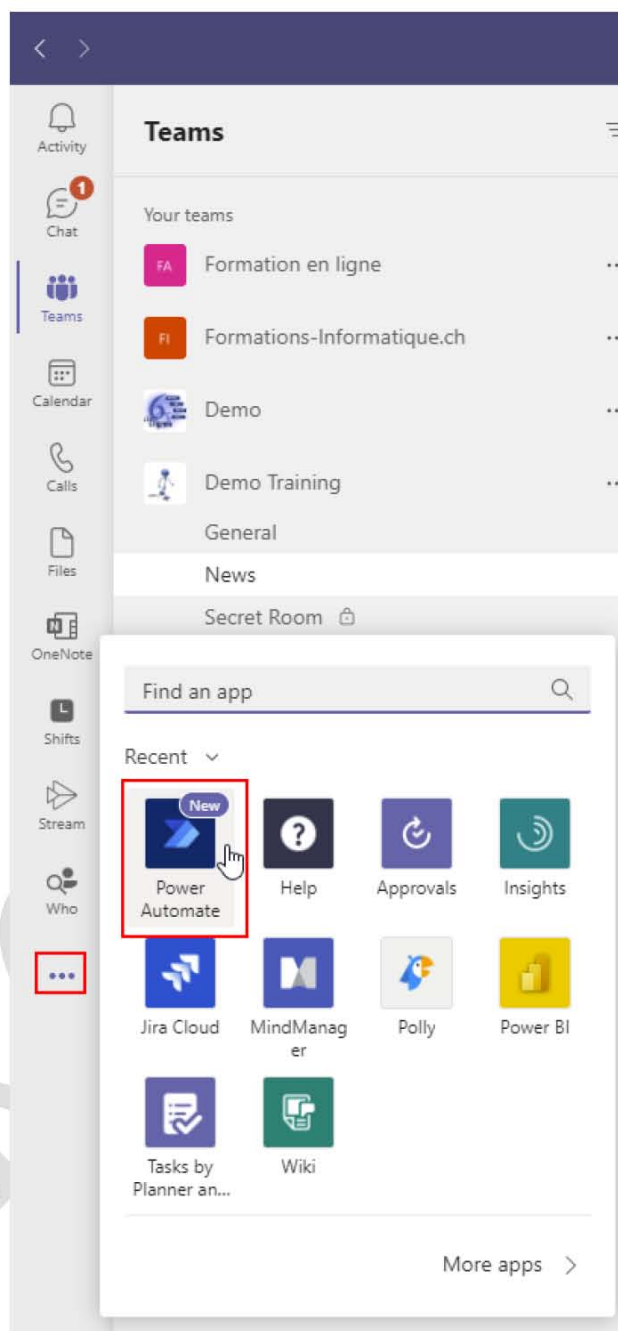 Activity
Chat
1
Teams
Calendar
Calls
Files
OneNote
Shifts
Stream
Who
Teams
Your teams
FA Formation en ligne
FI Formations-Informatique.ch
Demo
Demo Training
General
News
Secret Room
Find an app
Recent
New
Power
Automate
Help
Approvals
Insights
Jira Cloud
MindManag
er
Polly
Power BI
Tasks by
Planner an...
Wiki
More apps